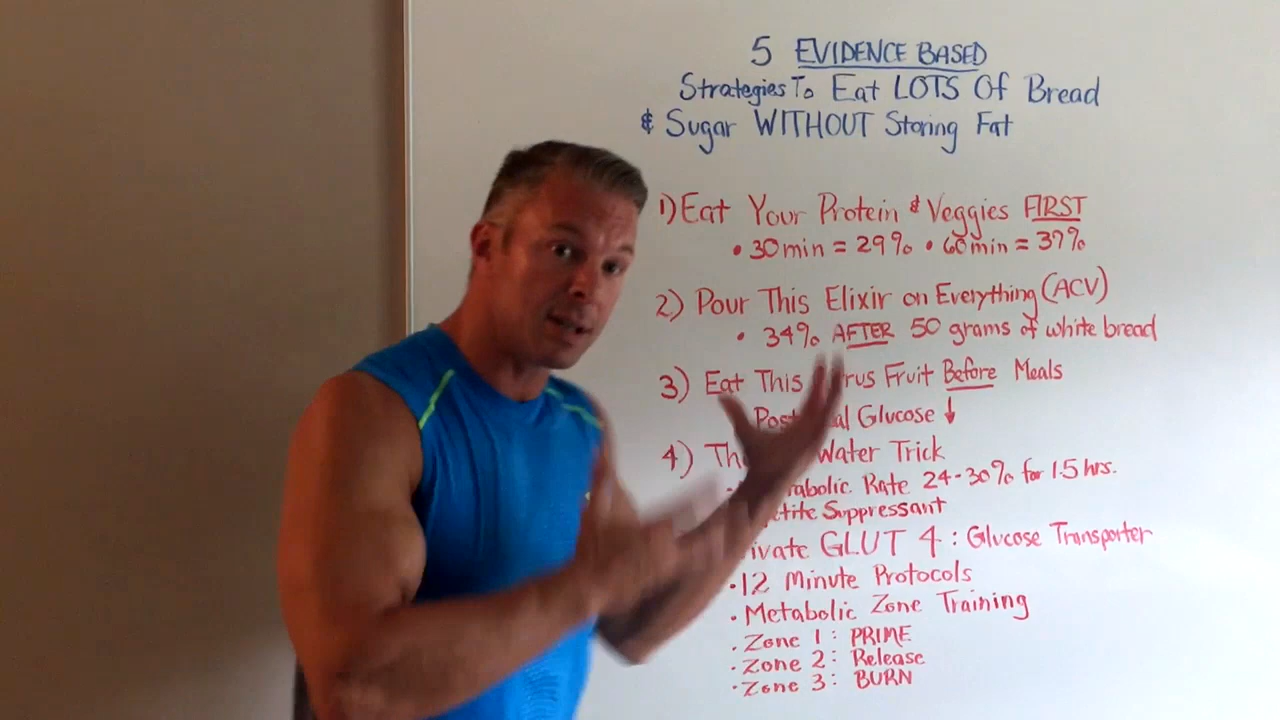 5 EVIDENCE BASED
Strategies To Eat LOTS Of Bread
& Sugar WITHOUT Storing Fat
1) Eat Your Protein & Veggies FIRST
• 30 min = 29% • 60 min = 37%
2) Pour This Elixir on Everything (ACV)
• 34% AFTER 50 grams of white bread
3) Eat This Fruit Before Meals
Glucose ↓
4) Water Trick
Rate 24-30% for 1.5 hrs.
Suppressant
GLUT 4 : Glucose Transporter
• 12 Minute Protocols
• Metabolic Zone Training
• Zone 1 : PRIME
• Zone 2 : Release
• Zone 3 : BURN